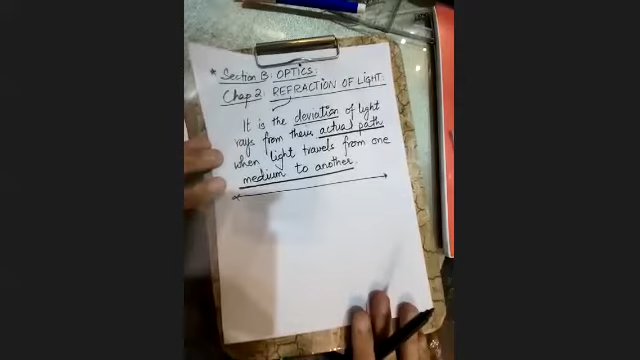 * Section B: OPTICS:
Chap 2: REFRACTION OF LIGHT:
It is the deviation of light
rays from their actual path
when light travels from one
medium to another.